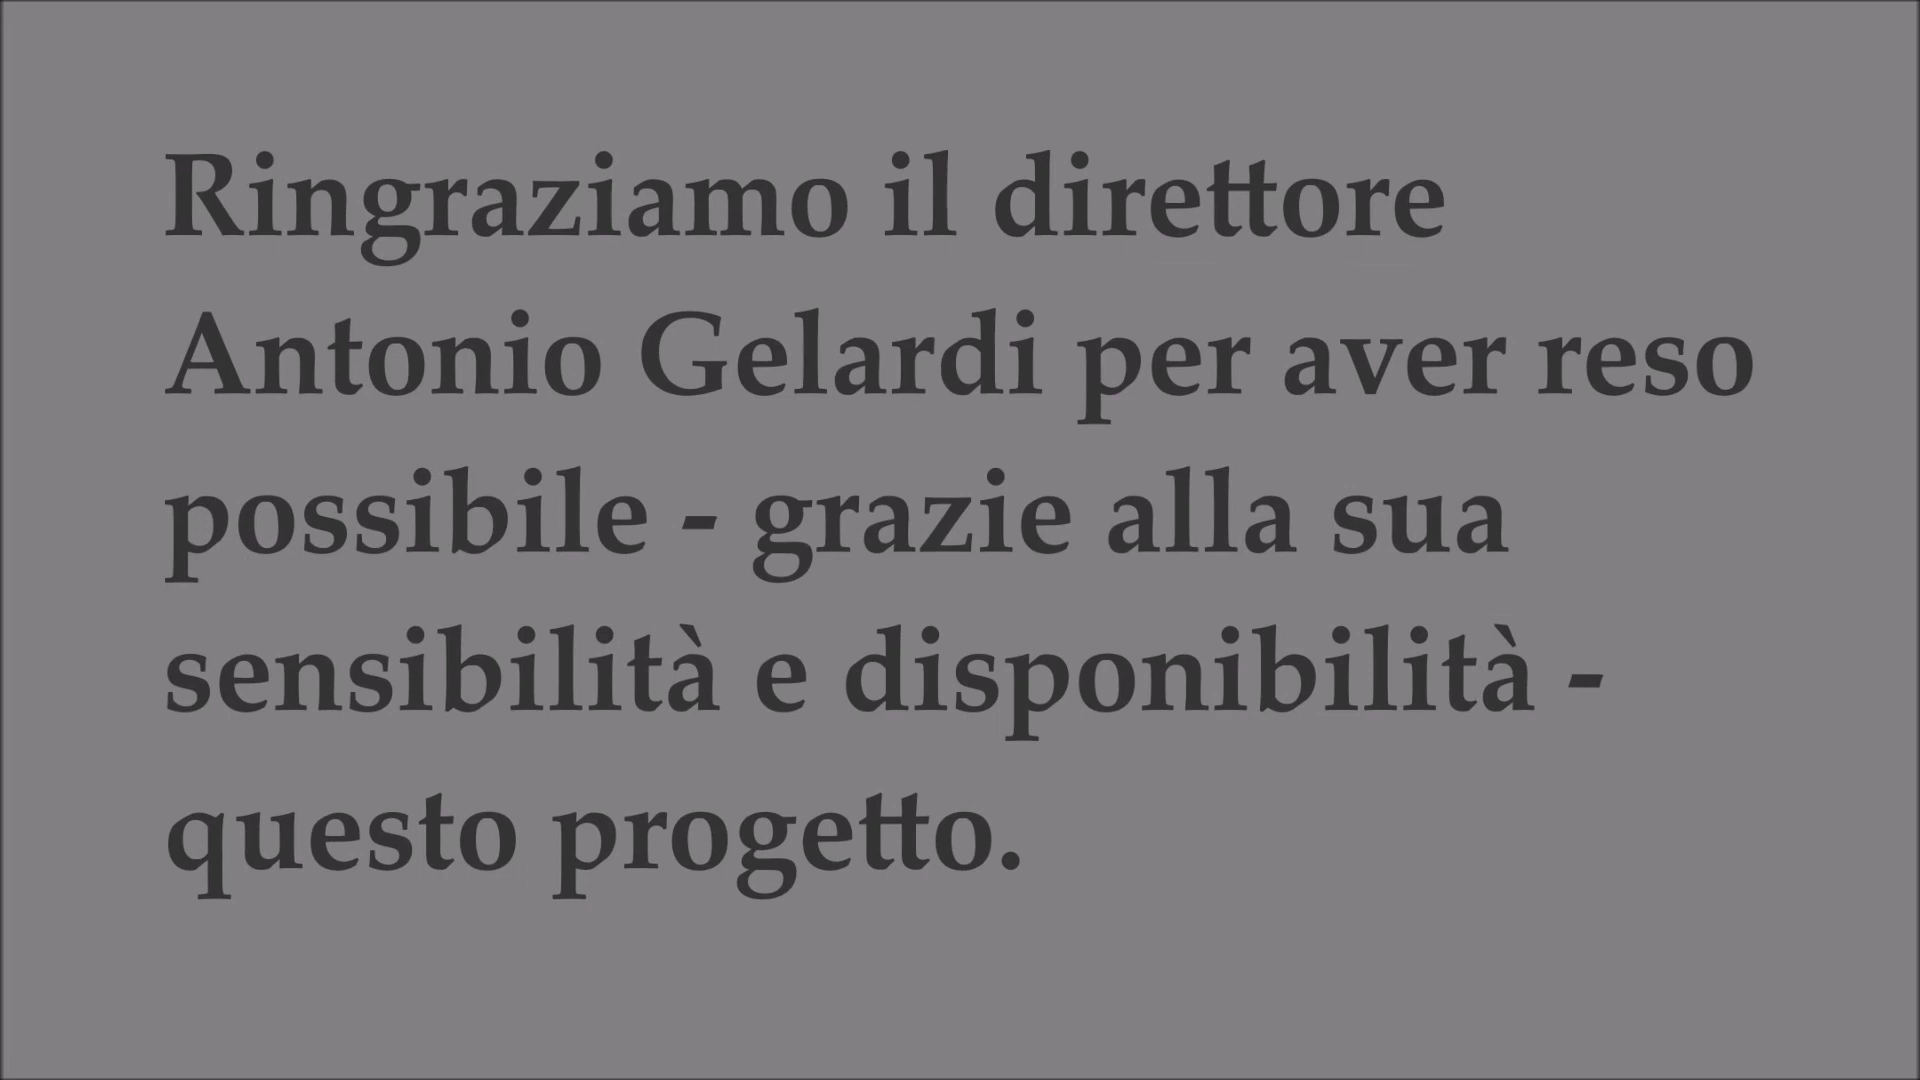 Ringraziamo il direttore
Antonio Gelardi per aver reso
possibile - grazie alla sua
sensibilità e disponibilità -
questo progetto.